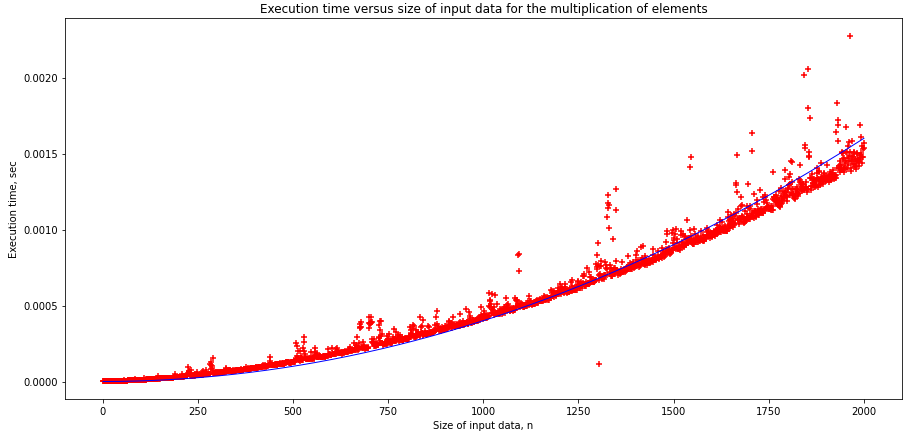 Execution time versus size of input data for the multiplication of elements
Execution time, sec
0.0020
0.0015
0.0010
0.0005
0.0000
0 250 500 750 1000 1250 1500 1750 2000
Size of input data, n